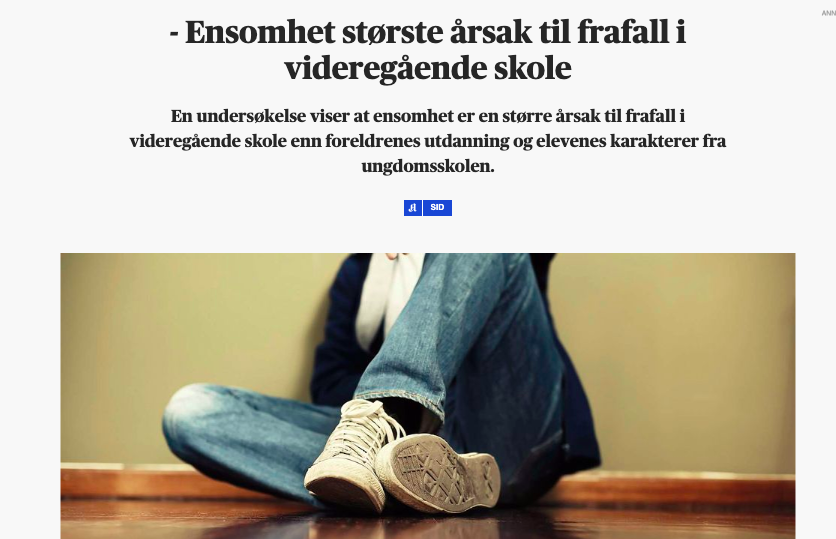 - Ensomhet største årsak til frafall i
videregående skole
En undersøkelse viser at ensomhet er en større årsak til frafall i
videregående skole enn foreldrenes utdanning og elevenes karakterer fra
ungdomsskolen.
A SID
ANN